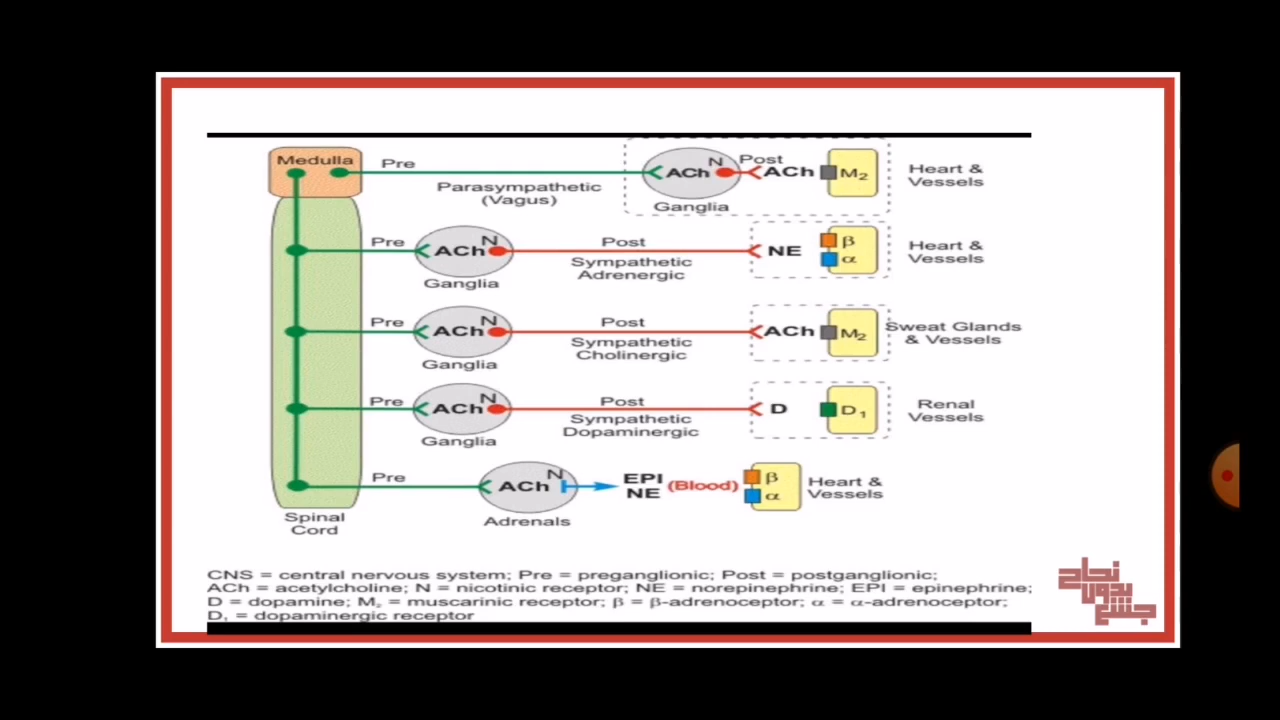 Medulla
Pre
Parasympathetic
(Vagus)
ACh
N
Ganglia
Post
ACh
M2
Heart &
Vessels
Pre
ACh
N
Ganglia
Post
Sympathetic
Adrenergic
NE
β
α
Heart &
Vessels
Pre
ACh
N
Ganglia
Post
Sympathetic
Cholinergic
ACh
M2
Sweat Glands
& Vessels
Pre
ACh
N
Ganglia
Post
Sympathetic
Dopaminergic
D
D1
Renal
Vessels
Pre
ACh
N
Adrenals
EPI
NE
(Blood)
β
α
Heart &
Vessels
Spinal
Cord
CNS = central nervous system; Pre = preganglionic; Post = postganglionic;
ACh = acetylcholine; N = nicotinic receptor; NE = norepinephrine; EPI = epinephrine;
D = dopamine; M2 = muscarinic receptor; β = β-adrenoceptor; α = α-adrenoceptor;
D1 = dopaminergic receptor
نجاح
بدون
جشع